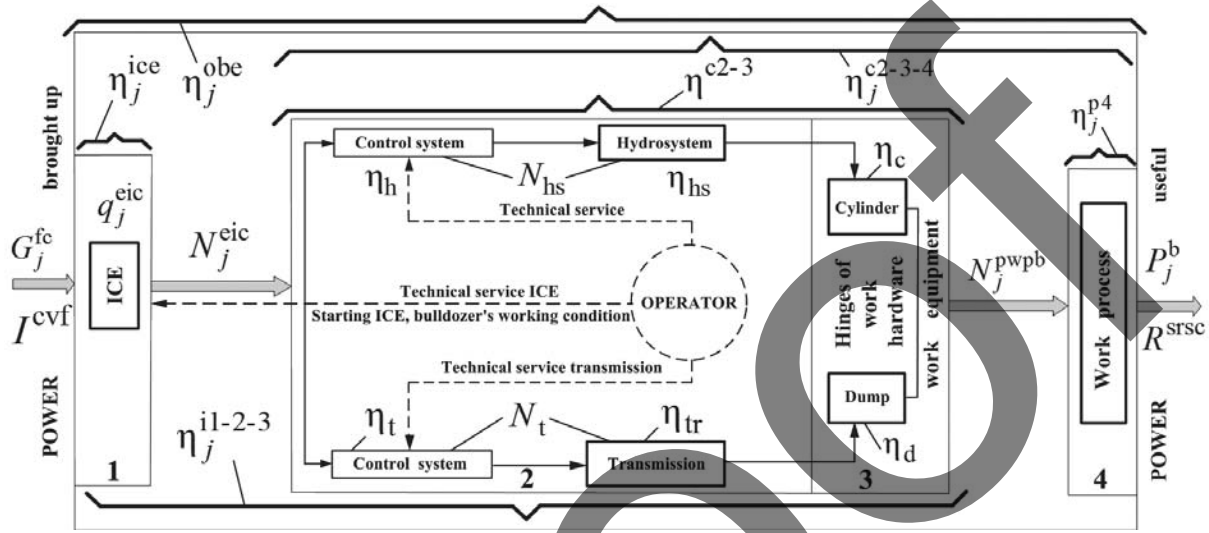 η_j^ice
η_j^obe
η^c2-3
η_j^c2-3-4
η_j^p4
brought up
POWER
G_j^fc
I^cvf
q_j^eic
ICE
1
N_j^eic
η_j^i1-2-3
Control system
Hydrosystem
η_h
N_hs
η_hs
Technical service
Technical service ICE
Starting ICE, bulldozer's working condition\
OPERATOR
Technical service transmission
η_t
N_t
η_tr
Control system
2
Transmission
η_c
Cylinder
Hinges of
work
hardware
work equipment
Dump
η_d
3
N_j^pwpb
Work process
4
useful
POWER
P_j^b
R^srsc
of